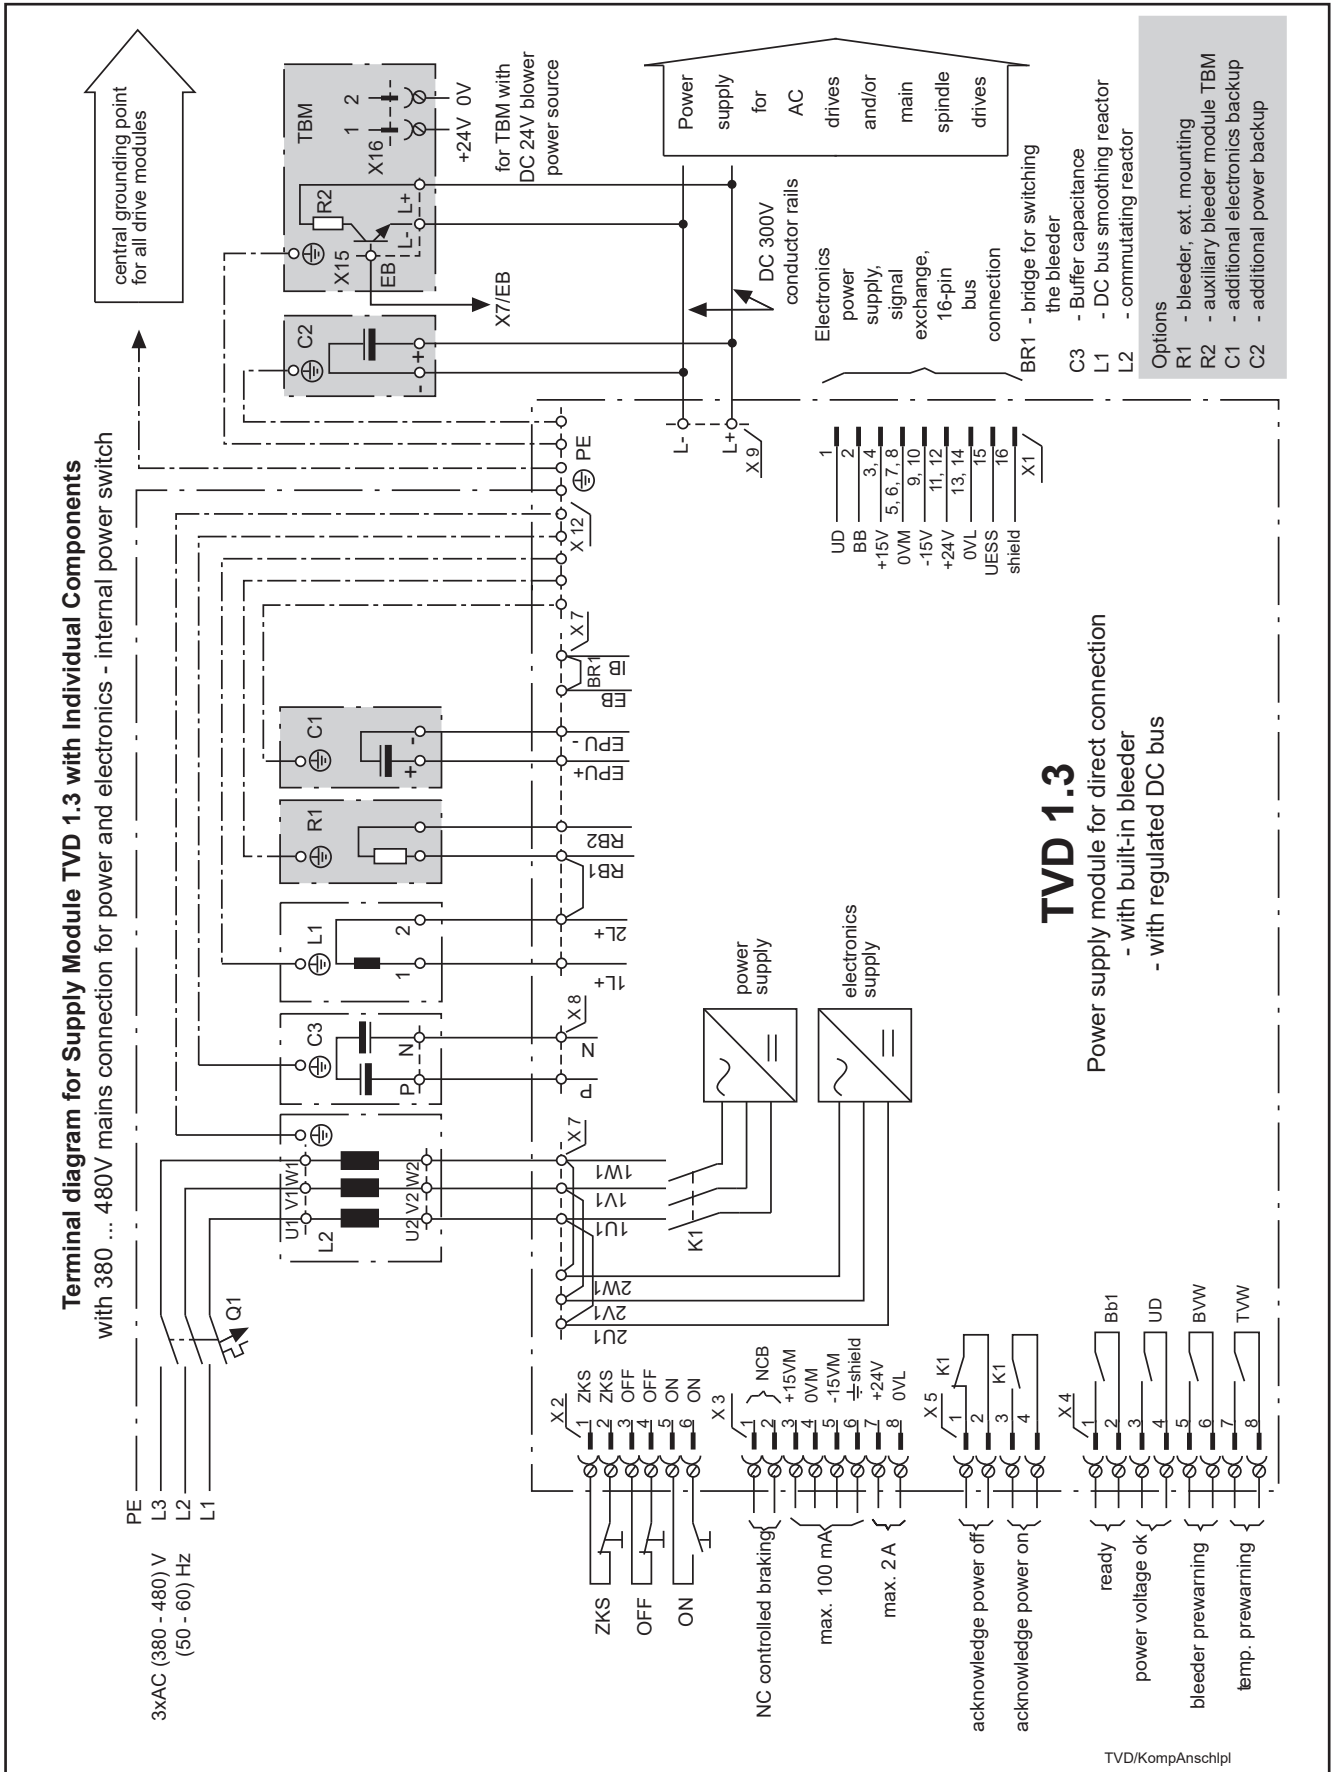 Terminal diagram for Supply Module TVD 1.3 with Individual Components
with 380 ... 480V mains connection for power and electronics - internal power switch
PE
L3
L2
L1
3xAC (380 - 480) V
(50 - 60) Hz
Q1
U1
V1
W1
L2
U2
V2
W2
C3
P
N
L1
1
2
R1
C1
+
-
C2
-
+
TBM
R2
X15
EB
L-
L+
X16
1
2
+24V
0V
for TBM with
DC 24V blower
power source
X7/EB
central grounding point
for all drive modules
Power
supply
for
AC
drives
and/or
main
spindle
drives
DC 300V
conductor rails
Electronics
power
supply,
signal
exchange,
16-pin
bus
connection
BR1 - bridge for switching
the bleeder
C3 - Buffer capacitance
L1 - DC bus smoothing reactor
L2 - commutating reactor
Options
R1 - bleeder, ext. mounting
R2 - auxiliary bleeder module TBM
C1 - additional electronics backup
C2 - additional power backup
2U1
2V1
2W1
1U1
1V1
1W1
X 7
P
N
X 8
1L+
2L+
RB1
RB2
EPU+
EPU -
EB
BR1
IB
X 7
X 12
PE
L-
L+
X 9
K1
power
supply
electronics
supply
UD
1
BB
2
+15V
3, 4
0VM
5, 6, 7, 8
-15V
9, 10
+24V
11, 12
0VL
13, 14
UESS
15
shield
16
X1
TVD 1.3
Power supply module for direct connection
- with built-in bleeder
- with regulated DC bus
X 2
1 ZKS
2 ZKS
3 OFF
4 OFF
5 ON
6 ON
ZKS
OFF
ON
X 3
1
2
NCB
3 +15VM
4 0VM
5 -15VM
6 shield
7 +24V
8 0VL
NC controlled braking
max. 100 mA
max. 2 A
X 5
1
2
3
4
K1
K1
acknowledge power off
acknowledge power on
X 4
1
2
3
4
5
6
7
8
Bb1
UD
BVW
TVW
ready
power voltage ok
bleeder prewarning
temp. prewarning
TVD/KompAnschlpl